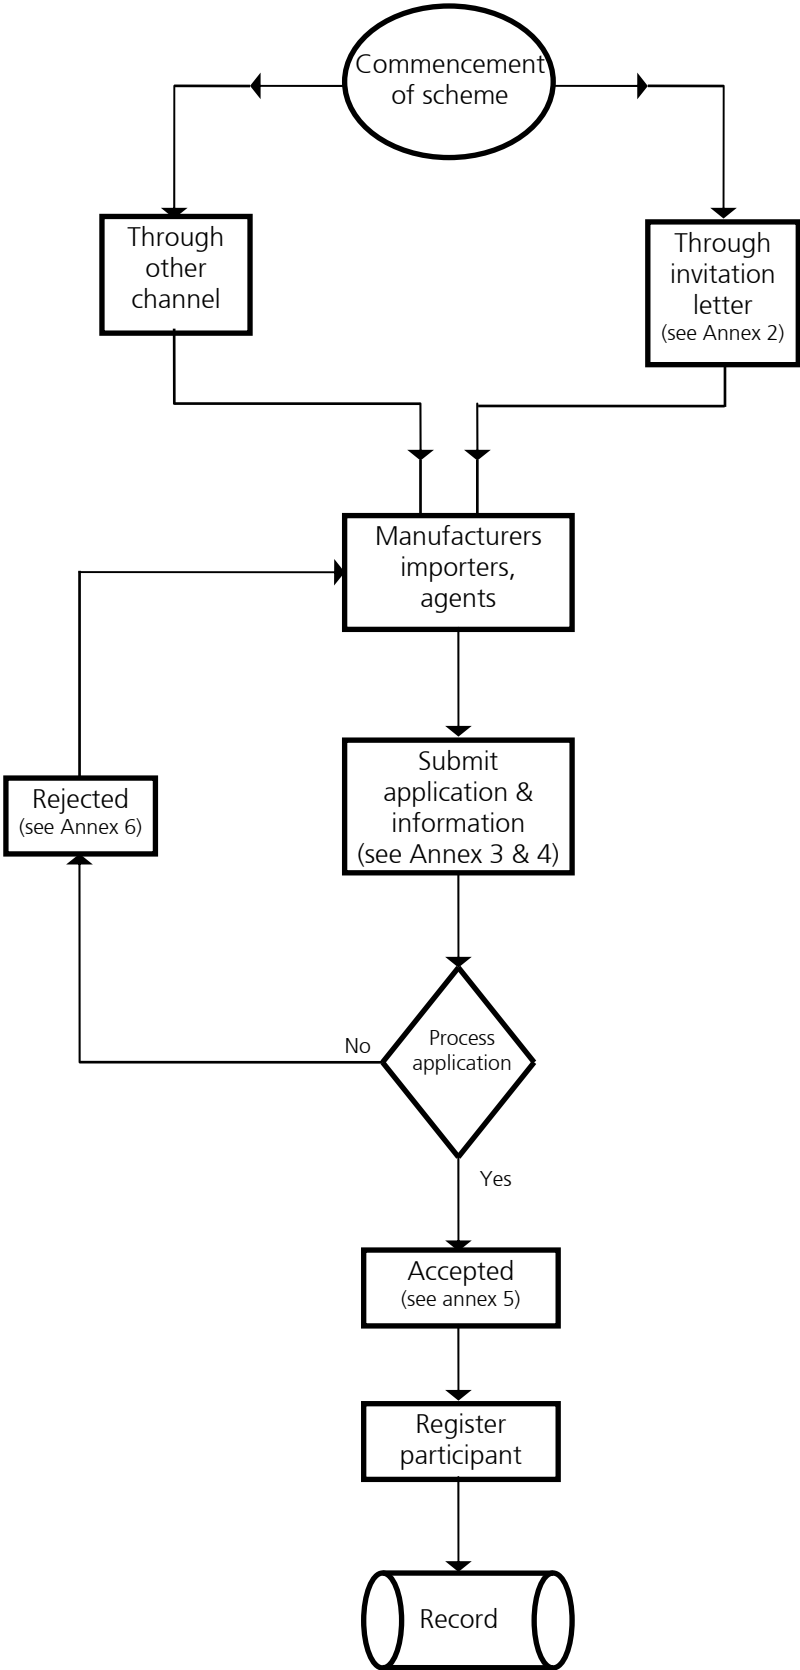 Commencement
of scheme
Through
other
channel
Through
invitation
letter
(see Annex 2)
Manufacturers
importers,
agents
Submit
application &
information
(see Annex 3 & 4)
Rejected
(see Annex 6)
No
Process
application
Yes
Accepted
(see annex 5)
Register
participant
Record